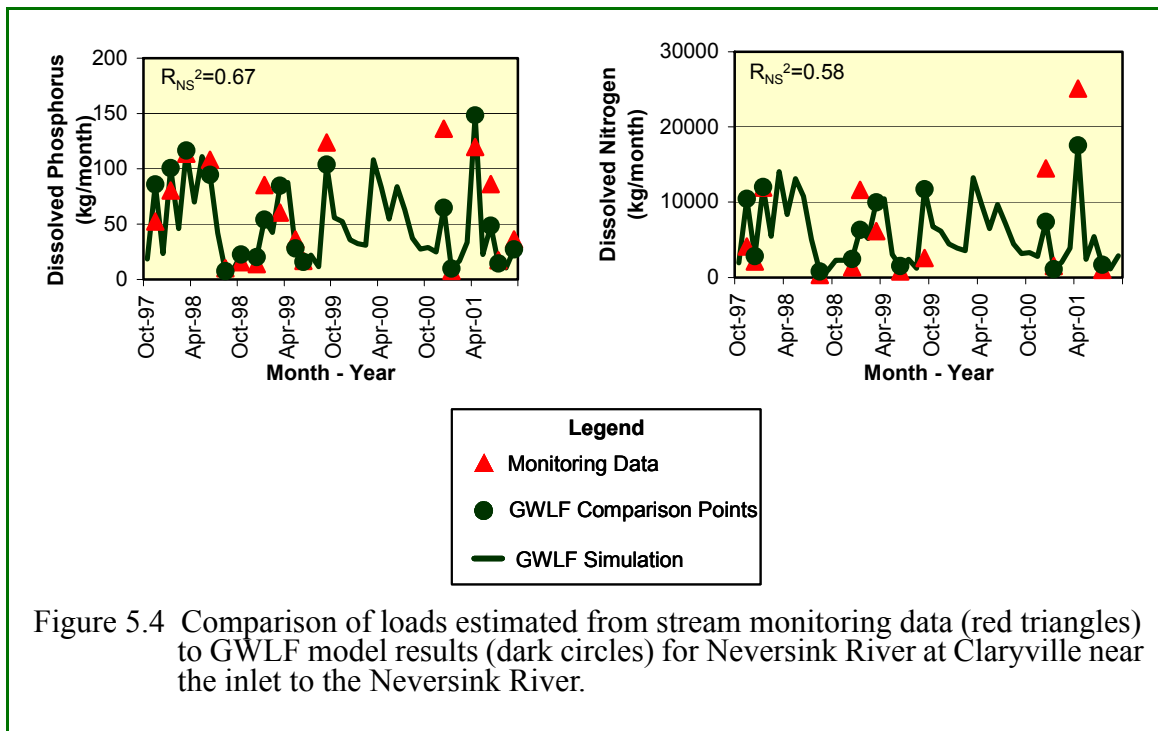 200
150
100
50
0
Dissolved Phosphorus
(kg/month)
R_NS²=0.67
Oct-97
Apr-98
Oct-98
Apr-99
Oct-99
Apr-00
Oct-00
Apr-01
Month - Year
30000
20000
10000
0
Dissolved Nitrogen
(kg/month)
R_NS²=0.58
Oct-97
Apr-98
Oct-98
Apr-99
Oct-99
Apr-00
Oct-00
Apr-01
Month - Year
Legend
Monitoring Data
GWLF Comparison Points
GWLF Simulation
Figure 5.4 Comparison of loads estimated from stream monitoring data (red triangles)
to GWLF model results (dark circles) for Neversink River at Claryville near
the inlet to the Neversink River.